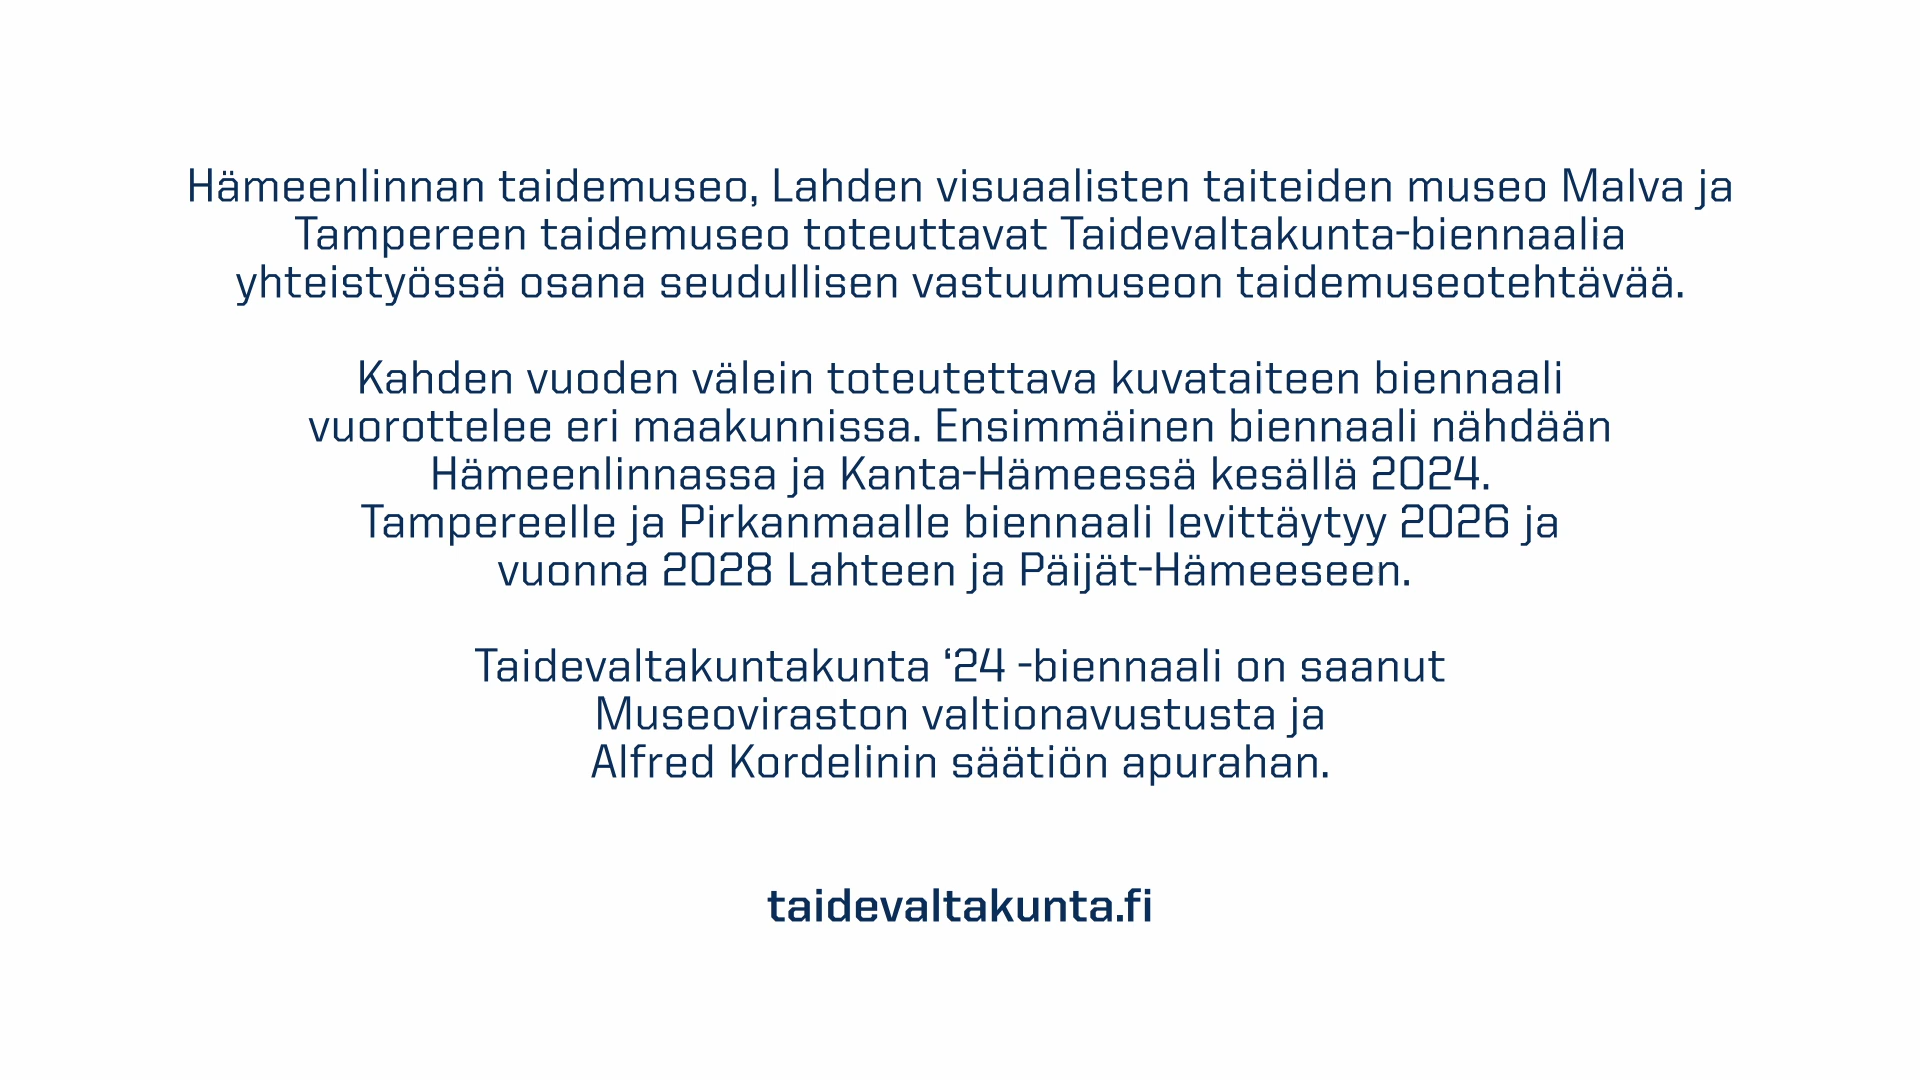 Hämeenlinnan taidemuseo, Lahden visuaalisten taiteiden museo Malva ja
Tampereen taidemuseo toteuttavat Taidevaltakunta-biennaalia
yhteistyössä osana seudullisen vastuumuseon taidemuseotehtävää.
Kahden vuoden välein toteutettava kuvataiteen biennaali
vuorottelee eri maakunnissa. Ensimmäinen biennaali nähdään
Hämeenlinnassa ja Kanta-Hämeessä kesällä 2024.
Tampereelle ja Pirkanmaalle biennaali levittäytyy 2026 ja
vuonna 2028 Lahteen ja Päijät-Hämeeseen.
Taidevaltakuntakunta ‘24 -biennaali on saanut
Museoviraston valtionavustusta ja
Alfred Kordelinin säätiön apurahan.
taidevaltakunta.fi